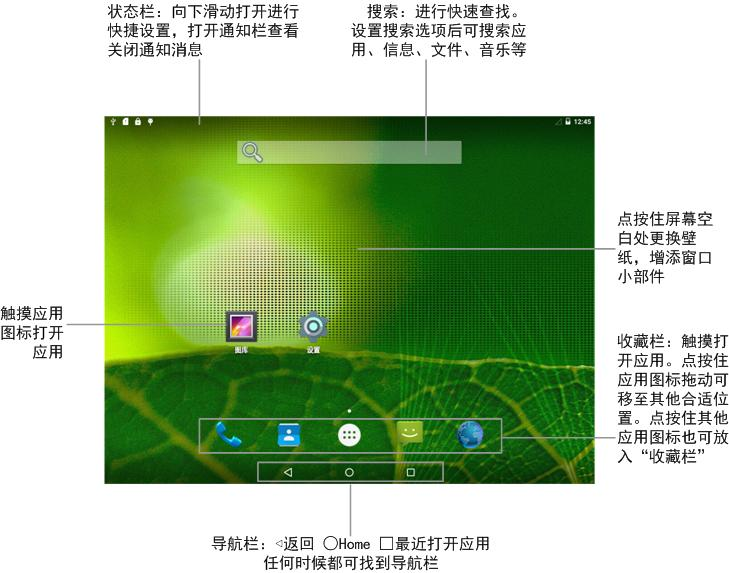 状态栏：向下滑动打开进行
快捷设置，打开通知栏查看
关闭通知消息
搜索：进行快速查找。
设置搜索选项后可搜索应
用、信息、文件、音乐等
12:45
点按住屏幕空
白处更换壁
纸，增添窗口
小部件
触摸应用
图标打开
应用
图库
设置
收藏栏：触摸打
开应用。点按住
应用图标拖动可
移至其他合适位
置。点按住其他
应用图标也可放
入“收藏栏”
导航栏：◁返回 ○Home □最近打开应用
任何时候都可找到导航栏